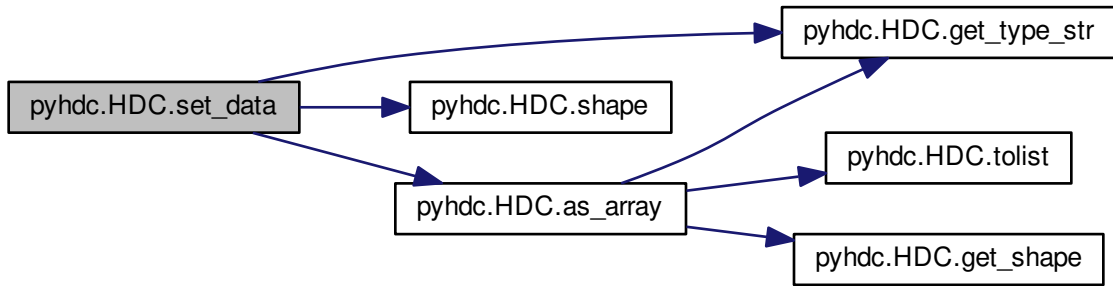 pyhdc.HDC.set_data
pyhdc.HDC.get_type_str
pyhdc.HDC.shape
pyhdc.HDC.as_array
pyhdc.HDC.tolist
pyhdc.HDC.get_shape